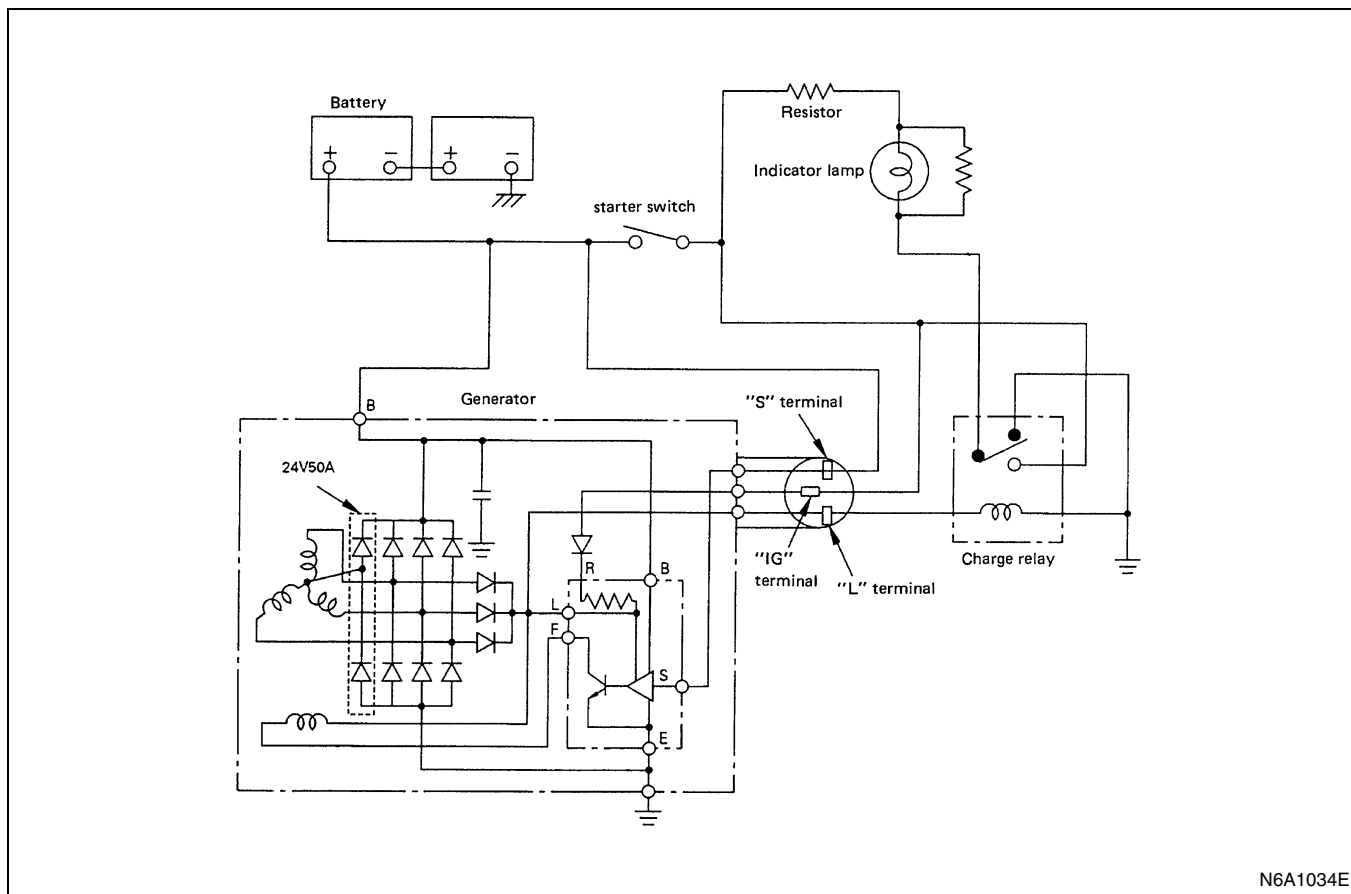 Battery
+ − + −
Resistor
Indicator lamp
starter switch
B
Generator
"S" terminal
24V50A
"IG"
terminal
"L" terminal
Charge relay
R
B
L
F
S
E
N6A1034E